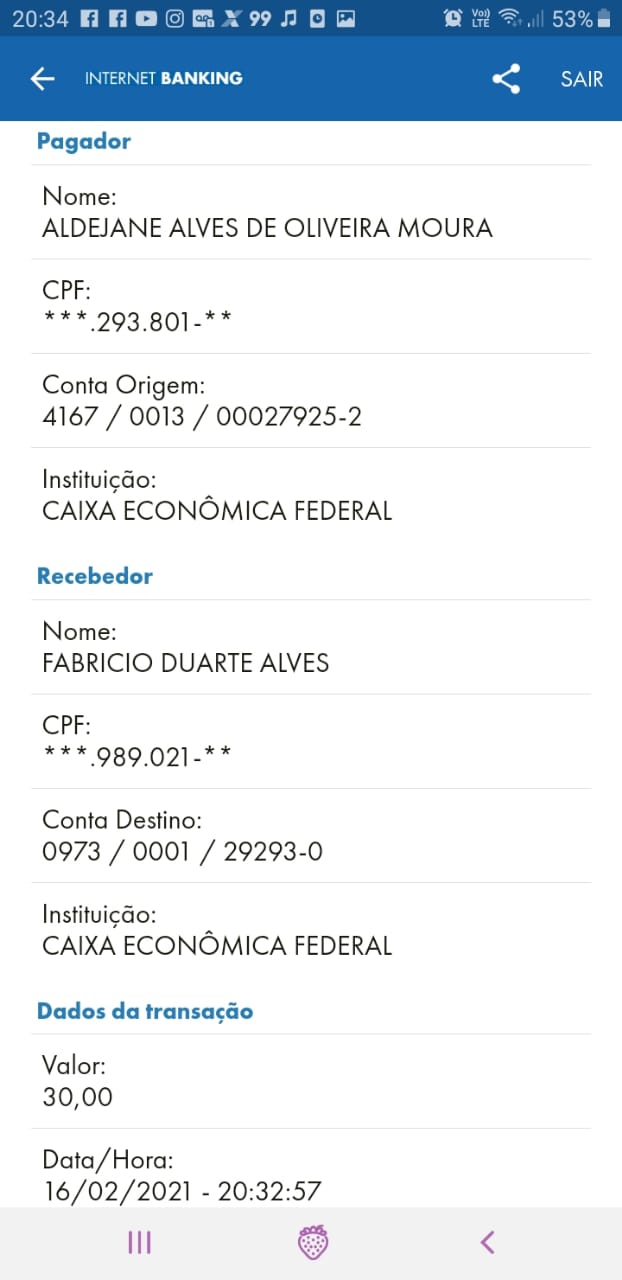 20:34 99 Vo)) LTE 53%
INTERNET BANKING SAIR
Pagador
Nome:
ALDEJANE ALVES DE OLIVEIRA MOURA
CPF:
***.293.801-**
Conta Origem:
4167 / 0013 / 00027925-2
Instituição:
CAIXA ECONÔMICA FEDERAL
Recebedor
Nome:
FABRICIO DUARTE ALVES
CPF:
***.989.021-**
Conta Destino:
0973 / 0001 / 29293-0
Instituição:
CAIXA ECONÔMICA FEDERAL
Dados da transação
Valor:
30,00
Data/Hora:
16/02/2021 - 20:32:57